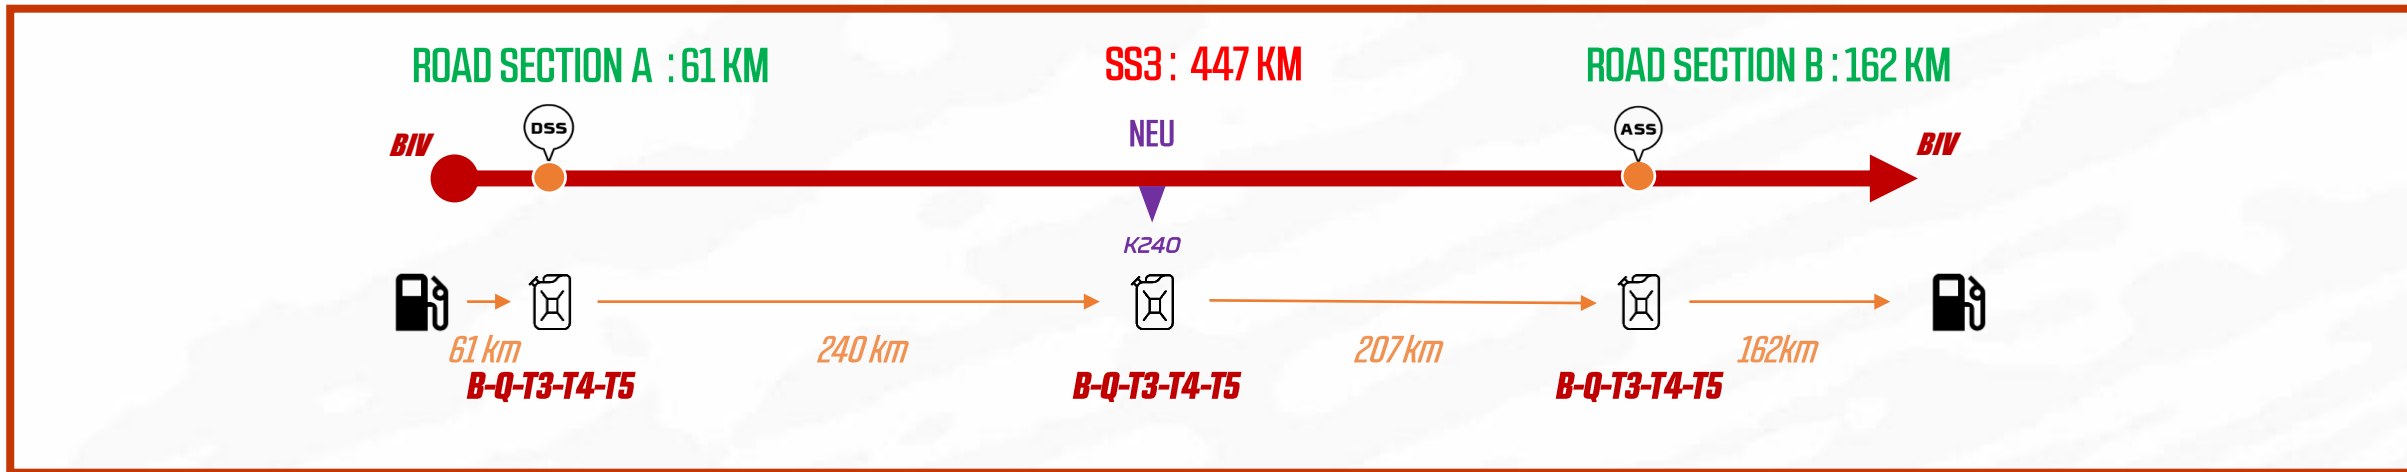 ROAD SECTION A : 61 KM
SS3 : 447 KM
ROAD SECTION B : 162 KM
BIV
DSS
NEU
ASS
BIV
K240
61 km
240 km
207 km
162km
B-Q-T3-T4-T5
B-Q-T3-T4-T5
B-Q-T3-T4-T5